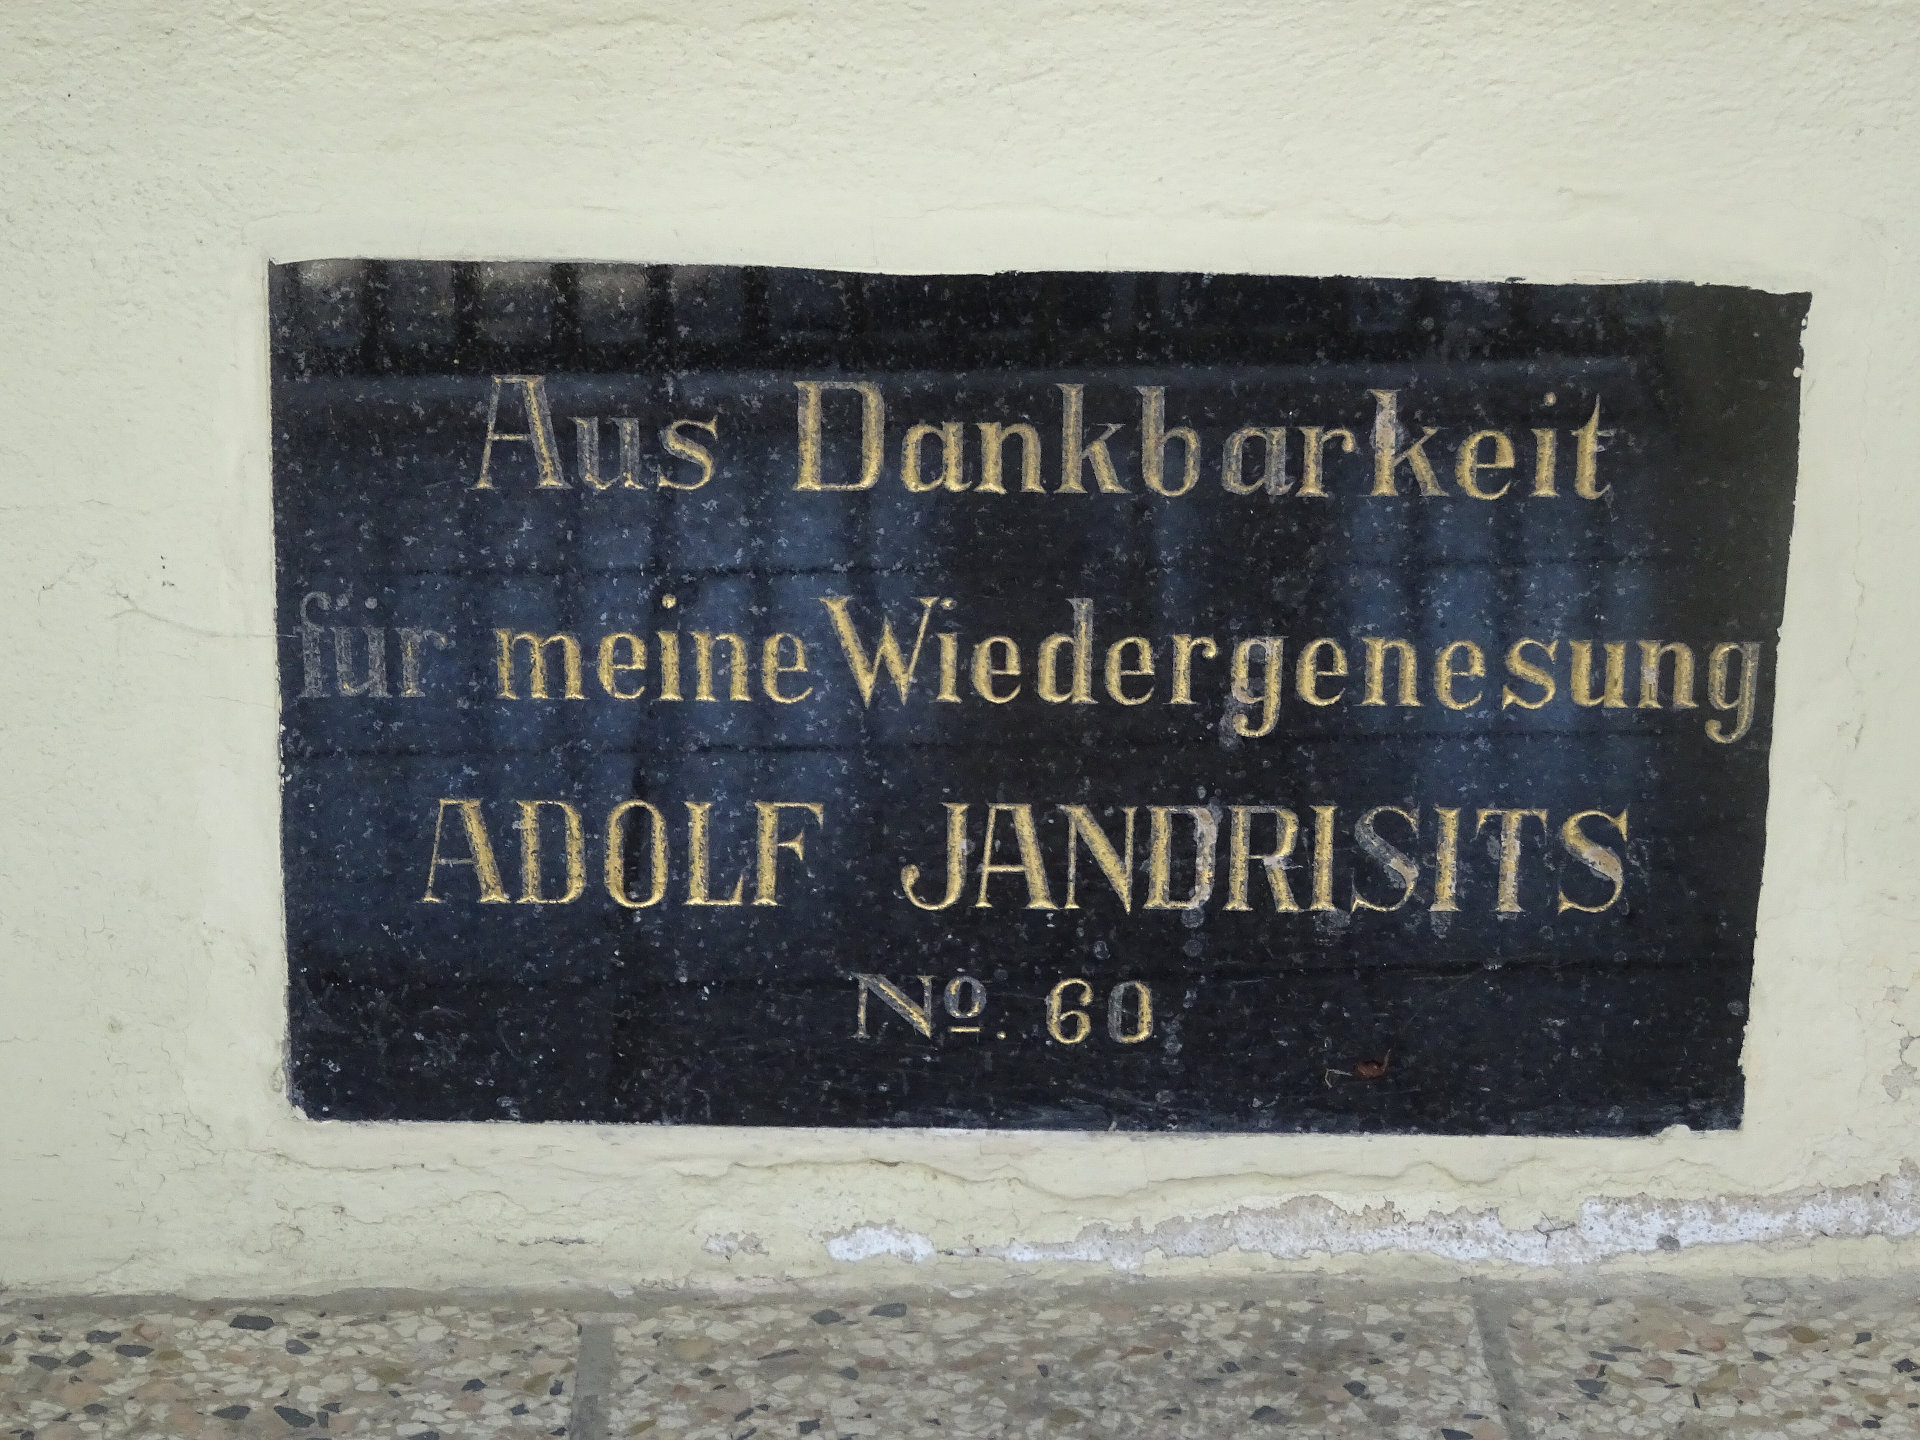 Aus Dankbarkeit
für meine Wiedergenesung
ADOLF JANDRISITS
Nº. 60